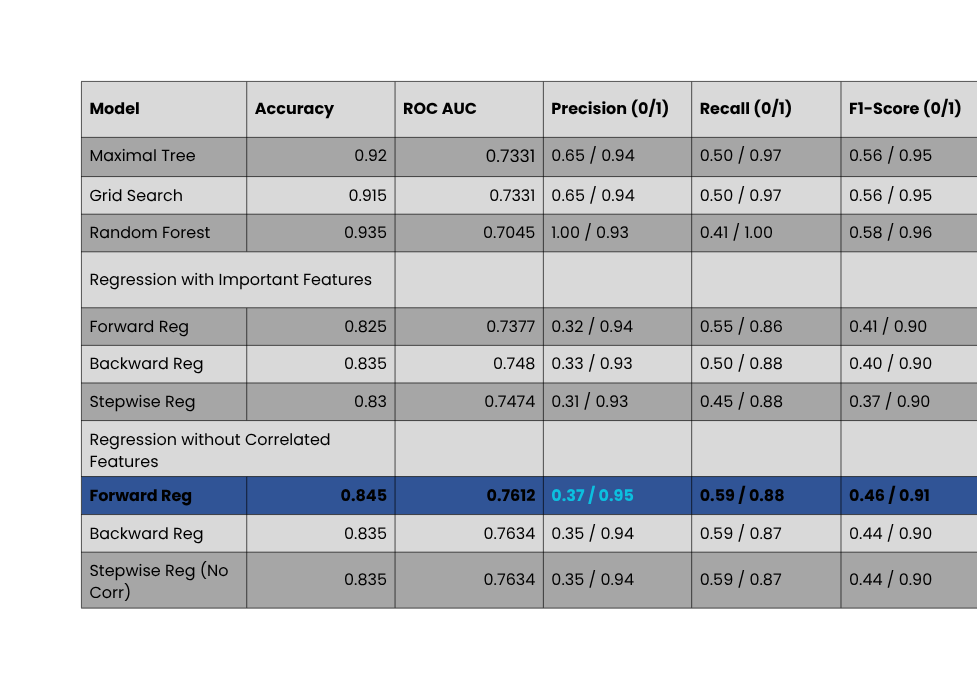 Model Accuracy ROC AUC Precision (0/1) Recall (0/1) F1-Score (0/1)
Maximal Tree 0.92 0.7331 0.65 / 0.94 0.50 / 0.97 0.56 / 0.95
Grid Search 0.915 0.7331 0.65 / 0.94 0.50 / 0.97 0.56 / 0.95
Random Forest 0.935 0.7045 1.00 / 0.93 0.41 / 1.00 0.58 / 0.96
Regression with Important Features
Forward Reg 0.825 0.7377 0.32 / 0.94 0.55 / 0.86 0.41 / 0.90
Backward Reg 0.835 0.748 0.33 / 0.93 0.50 / 0.88 0.40 / 0.90
Stepwise Reg 0.83 0.7474 0.31 / 0.93 0.45 / 0.88 0.37 / 0.90
Regression without Correlated
Features
Forward Reg 0.845 0.7612 0.37 / 0.95 0.59 / 0.88 0.46 / 0.91
Backward Reg 0.835 0.7634 0.35 / 0.94 0.59 / 0.87 0.44 / 0.90
Stepwise Reg (No
Corr) 0.835 0.7634 0.35 / 0.94 0.59 / 0.87 0.44 / 0.90